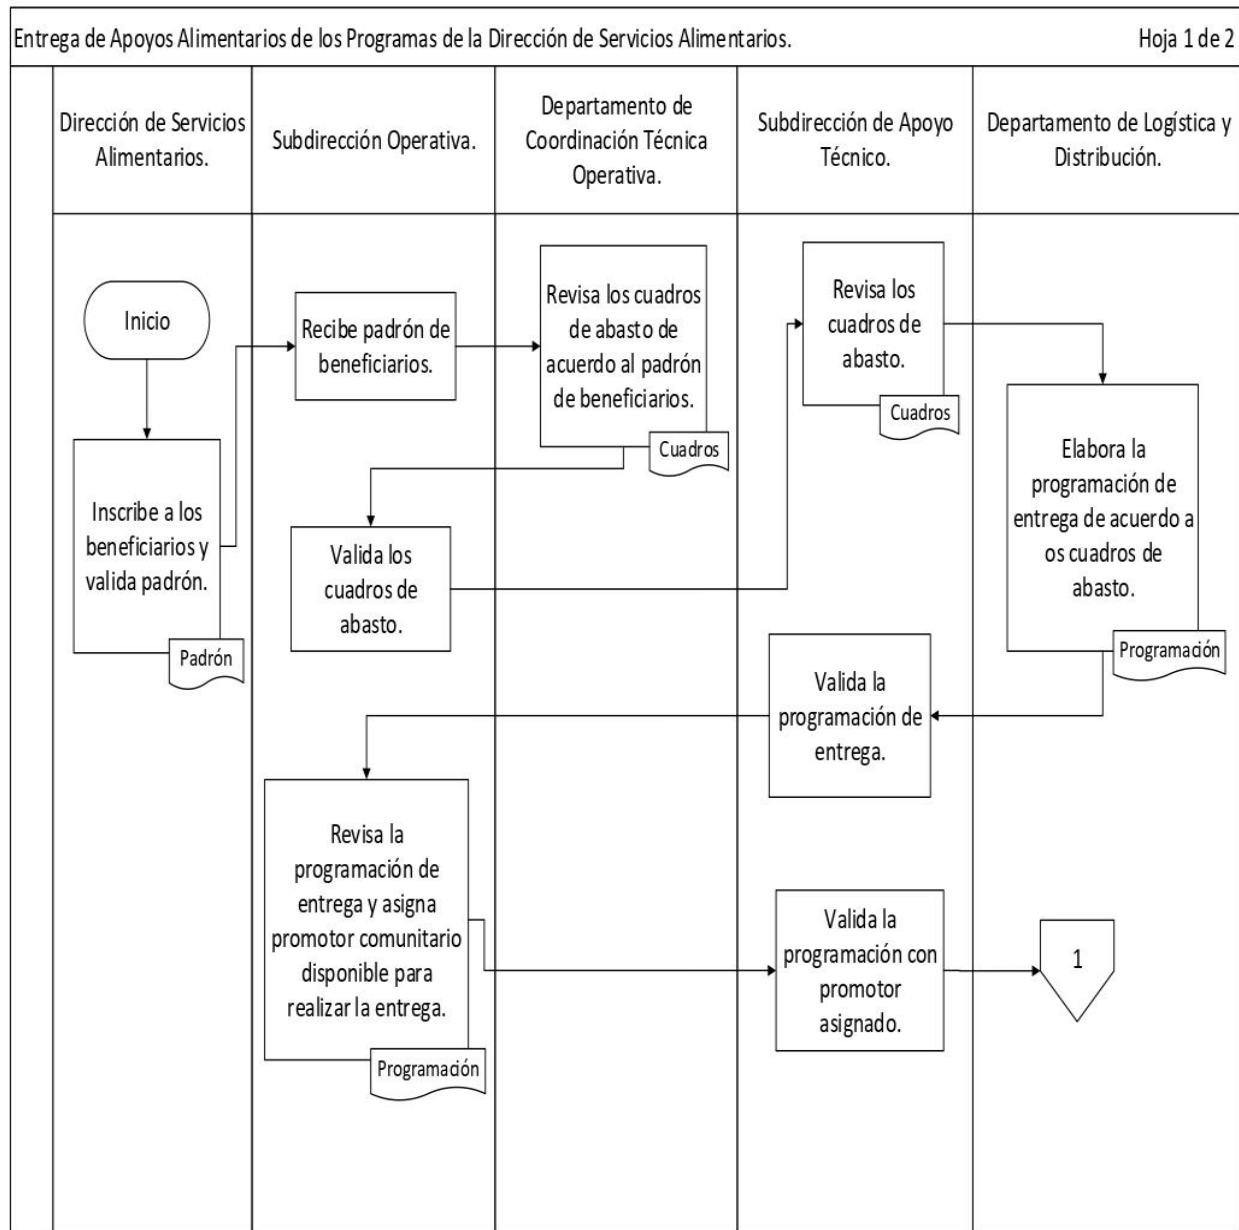 Entrega de Apoyos Alimentarios de los Programas de la Dirección de Servicios Alimentarios.
Hoja 1 de 2
Dirección de Servicios
Alimentarios.
Subdirección Operativa.
Departamento de
Coordinación Técnica
Operativa.
Subdirección de Apoyo
Técnico.
Departamento de Logística y
Distribución.
Inicio
Inscribe a los
beneficiarios y
valida padrón.
Padrón
Recibe padrón de
beneficiarios.
Revisa los cuadros
de abasto de
acuerdo al padrón
de beneficiarios.
Cuadros
Valida los
cuadros de
abasto.
Revisa los
cuadros de
abasto.
Cuadros
Elabora la
programación de
entrega de acuerdo a
os cuadros de
abasto.
Programación
Valida la
programación de
entrega.
Revisa la
programación de
entrega y asigna
promotor comunitario
disponible para
realizar la entrega.
Programación
Valida la
programación con
promotor
asignado.
1